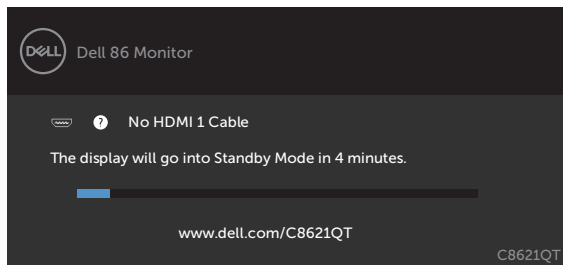 DELL Dell 86 Monitor
? No HDMI 1 Cable
The display will go into Standby Mode in 4 minutes.
www.dell.com/C8621QT
C8621QT